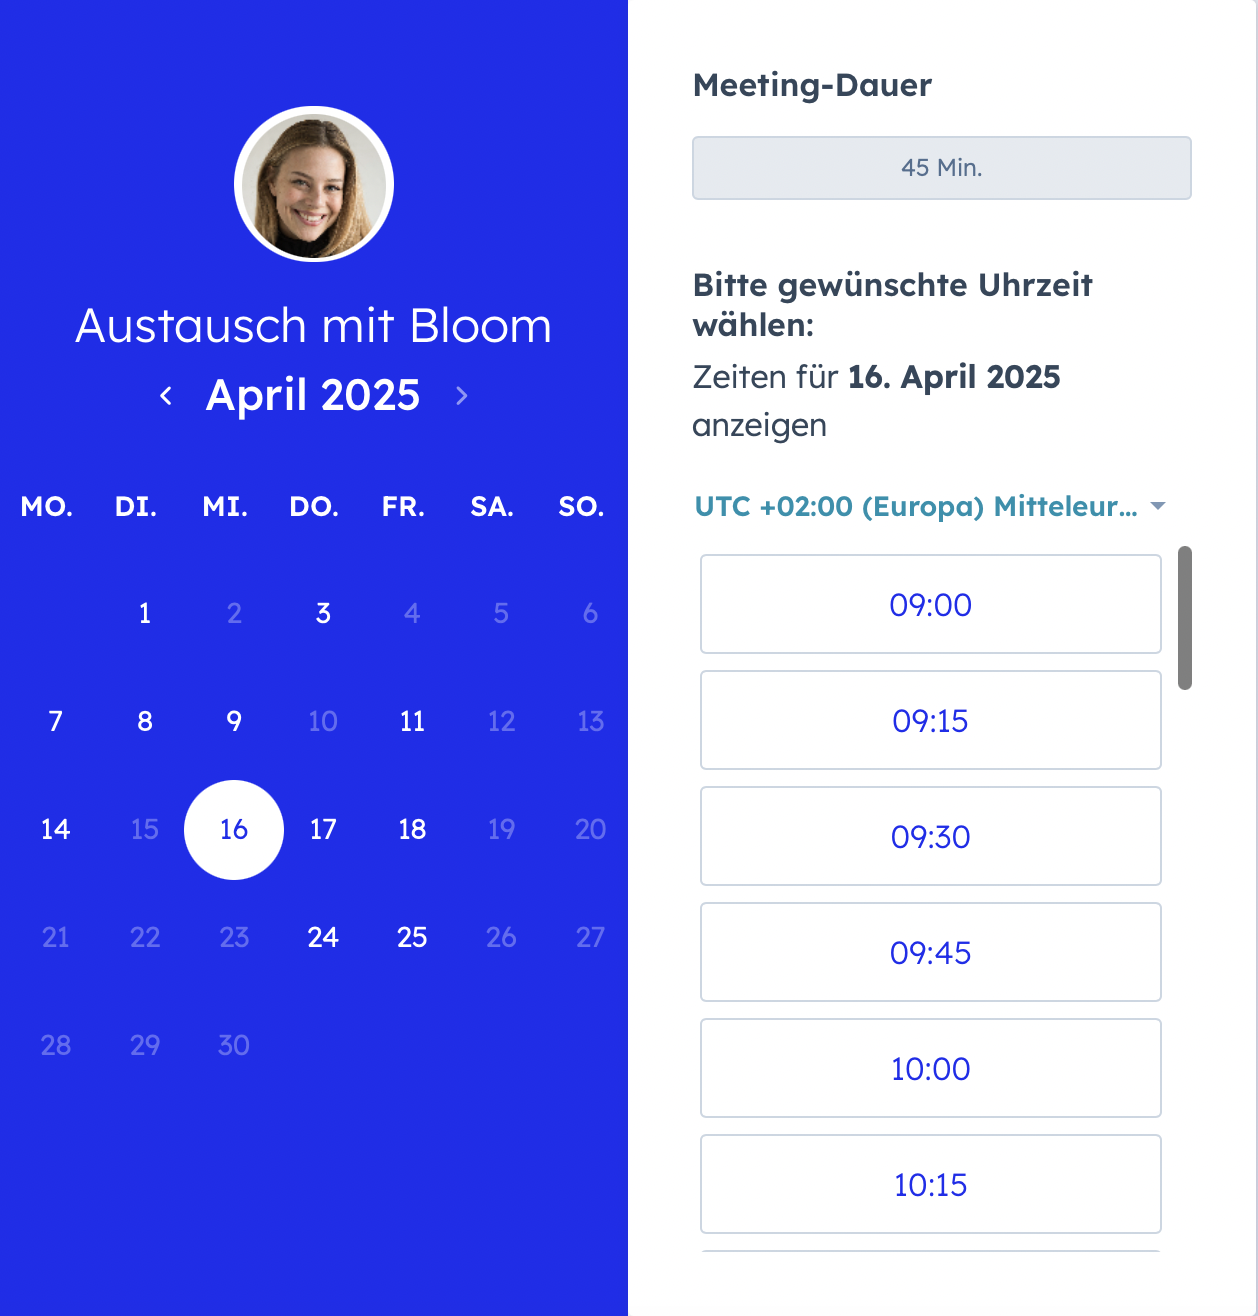 Austausch mit Bloom
April 2025
MO. DI. MI. DO. FR. SA. SO.
1 2 3 4 5 6
7 8 9 10 11 12 13
14 15 16 17 18 19 20
21 22 23 24 25 26 27
28 29 30
Meeting-Dauer
45 Min.
Bitte gewünschte Uhrzeit
wählen:
Zeiten für 16. April 2025
anzeigen
UTC +02:00 (Europa) Mitteleur...
09:00
09:15
09:30
09:45
10:00
10:15